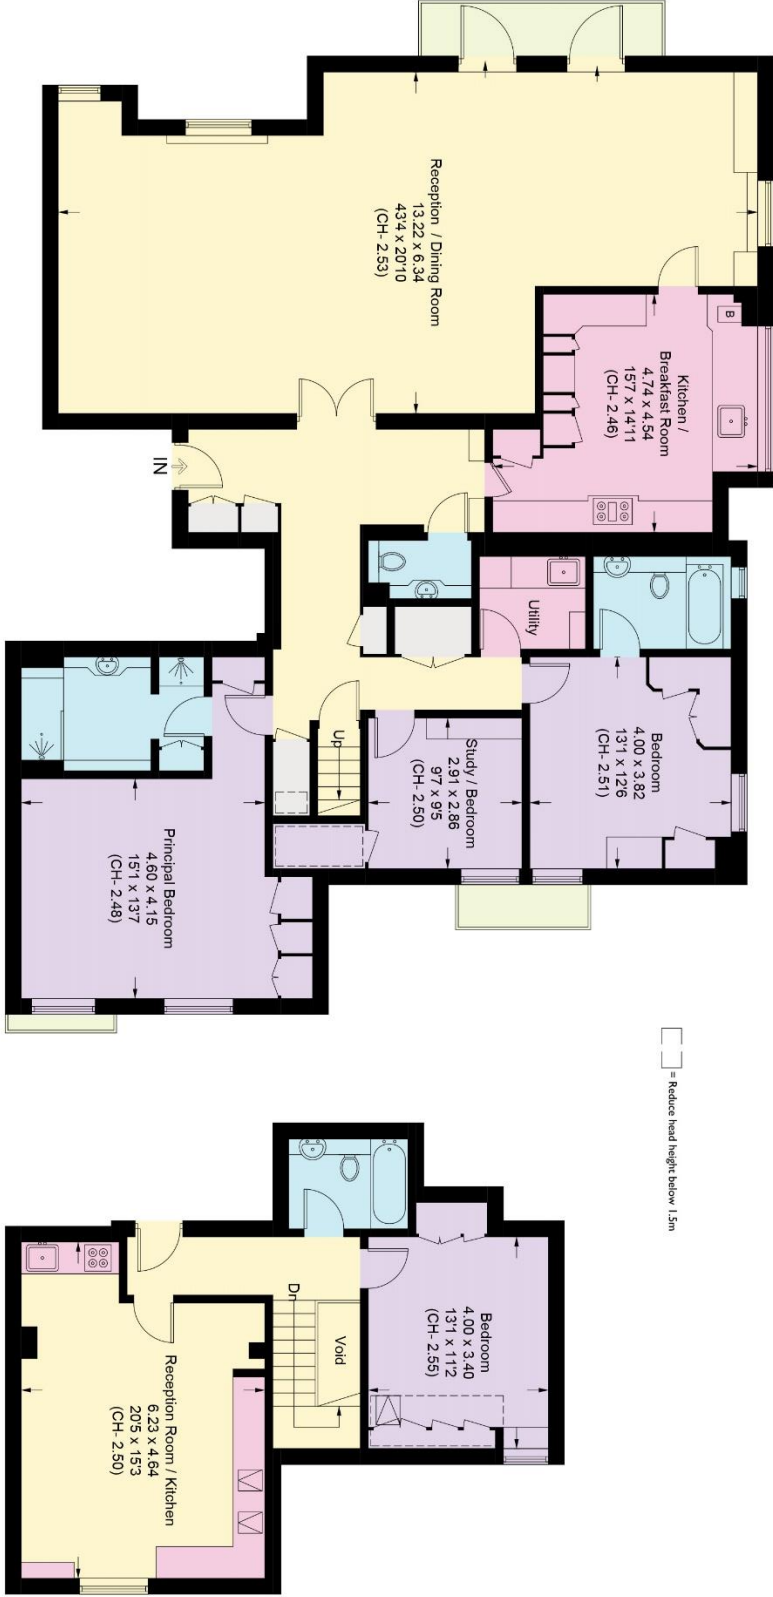 Reception / Dining Room
13.22 x 6.34
43'4 x 20'10
(CH- 2.53)
Kitchen /
Breakfast Room
4.74 x 4.54
15'7 x 14'11
(CH- 2.46)
B
IN
Utility
Bedroom
4.00 x 3.82
13'1 x 12'6
(CH- 2.51)
Up
Study / Bedroom
2.91 x 2.86
9'7 x 9'5
(CH- 2.50)
Principal Bedroom
4.60 x 4.15
15'1 x 13'7
(CH- 2.48)
= Reduce head height below 1.5m
Dn
Void
Bedroom
4.00 x 3.40
13'1 x 11'2
(CH- 2.55)
Reception Room / Kitchen
6.23 x 4.64
20'5 x 15'3
(CH- 2.50)